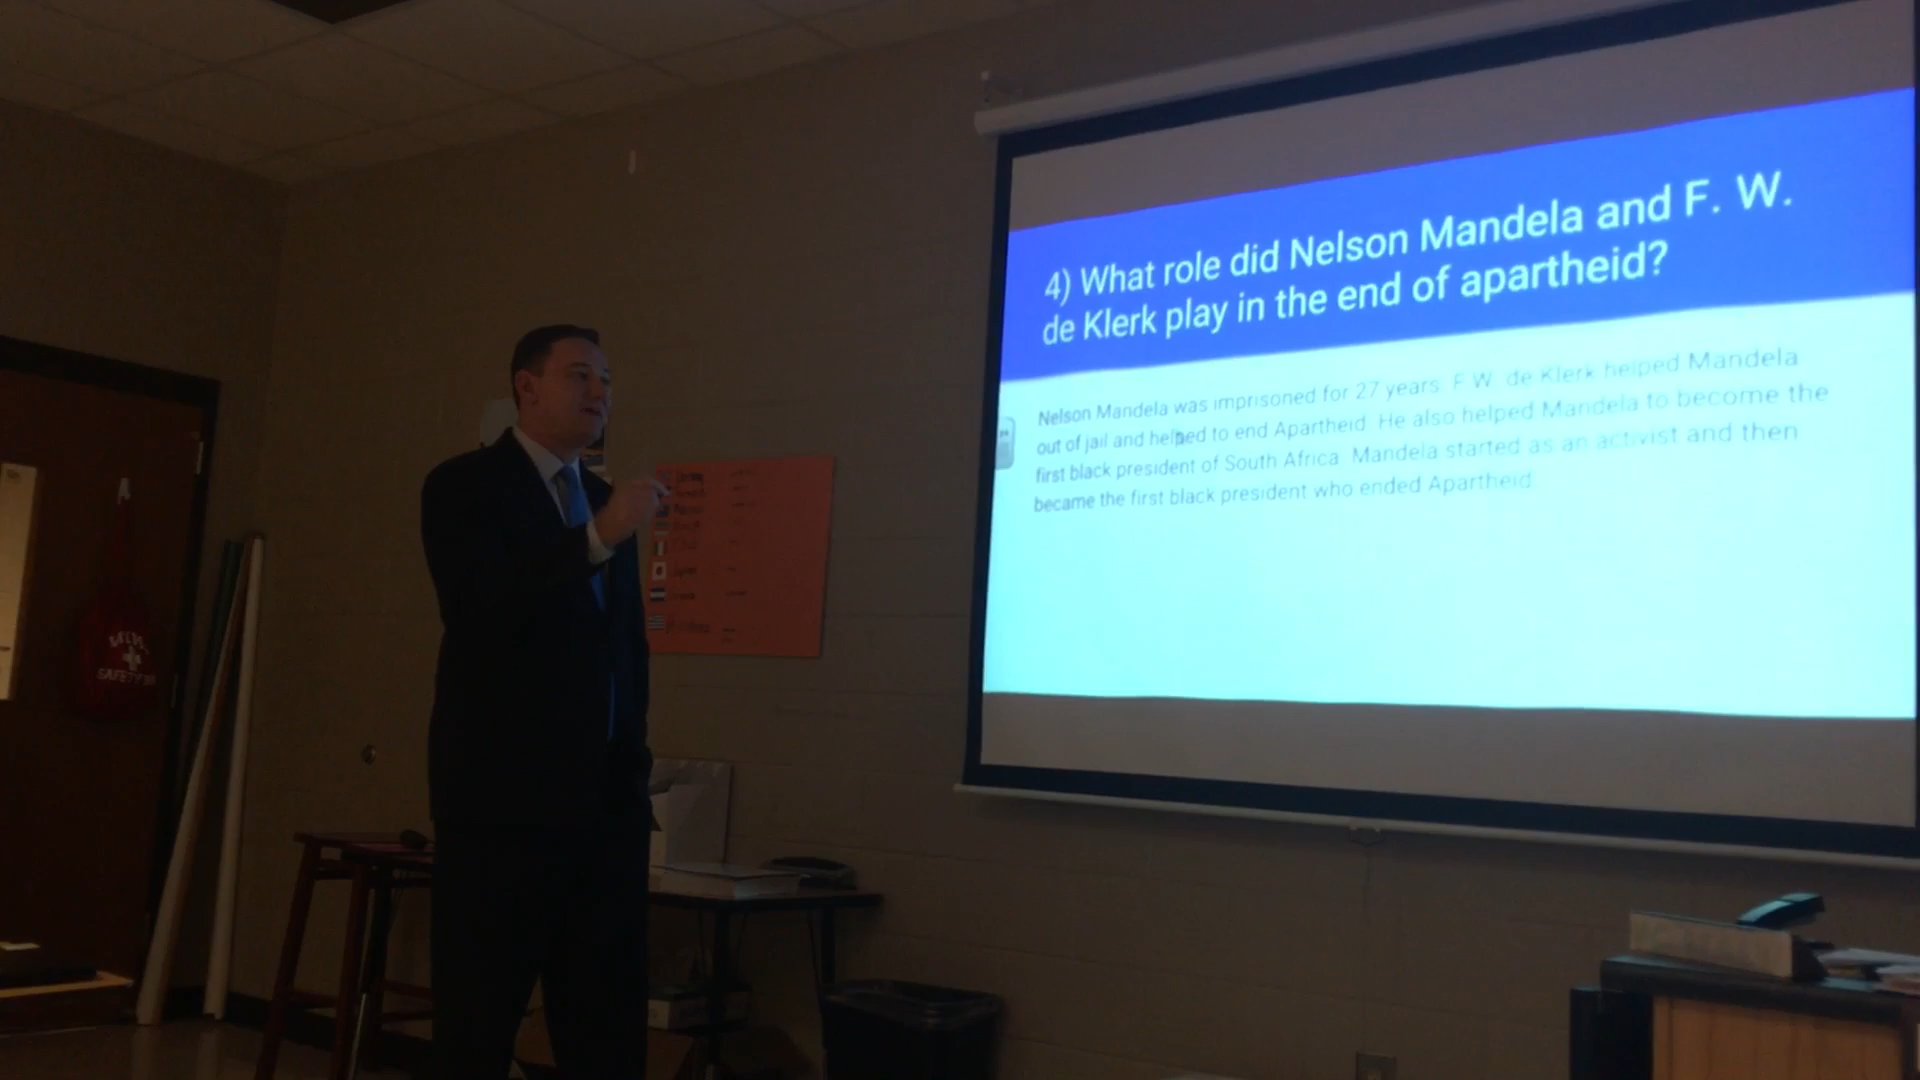 4) What role did Nelson Mandela and F. W.
de Klerk play in the end of apartheid?
Nelson Mandela was imprisoned for 27 years. F.W. de Klerk helped Mandela
out of jail and helped to end Apartheid. He also helped Mandela to become the
first black president of South Africa. Mandela started as an activist and then
became the first black president who ended Apartheid.
SAFETY